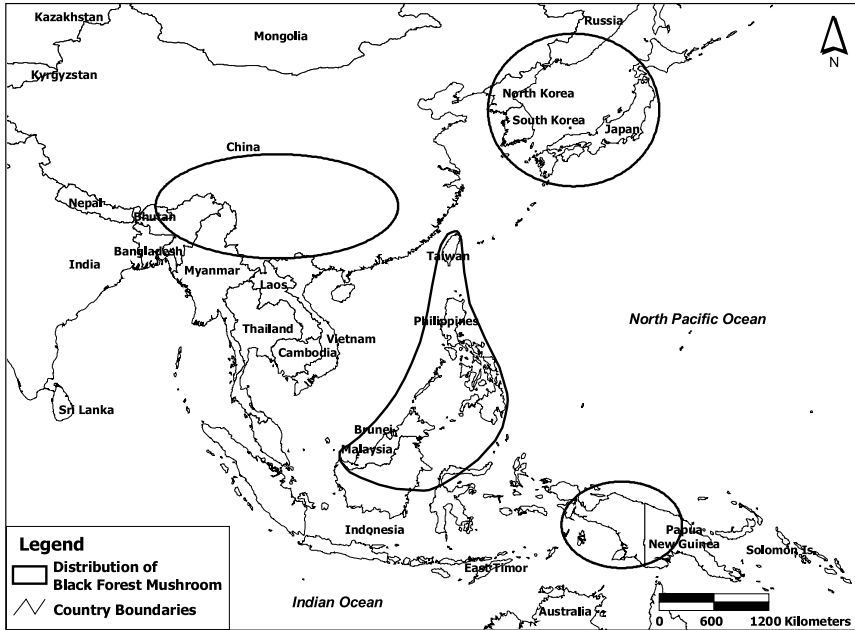 Kazakhstan
Russia
Mongolia
N
Kyrgyzstan
North Korea
South Korea
Japan
China
Nepal
Bhutan
Bangladesh
Taiwan
India
Myanmar
Laos
Philippines
North Pacific Ocean
Thailand
Vietnam
Cambodia
Sri Lanka
Brunei
Malaysia
Indonesia
Papua
New Guinea
Solomon Is.
East Timor
Indian Ocean
Australia
Legend
Distribution of
Black Forest Mushroom
Country Boundaries
0 600 1200 Kilometers